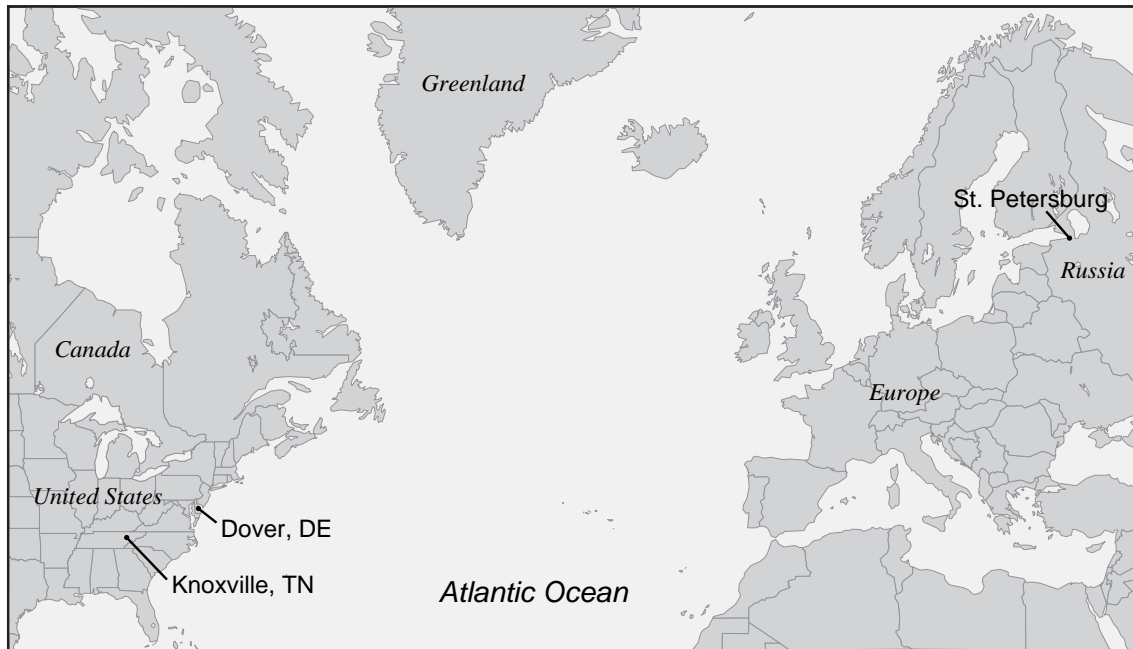 Greenland
St. Petersburg
Russia
Canada
Europe
United States
Dover, DE
Knoxville, TN
Atlantic Ocean